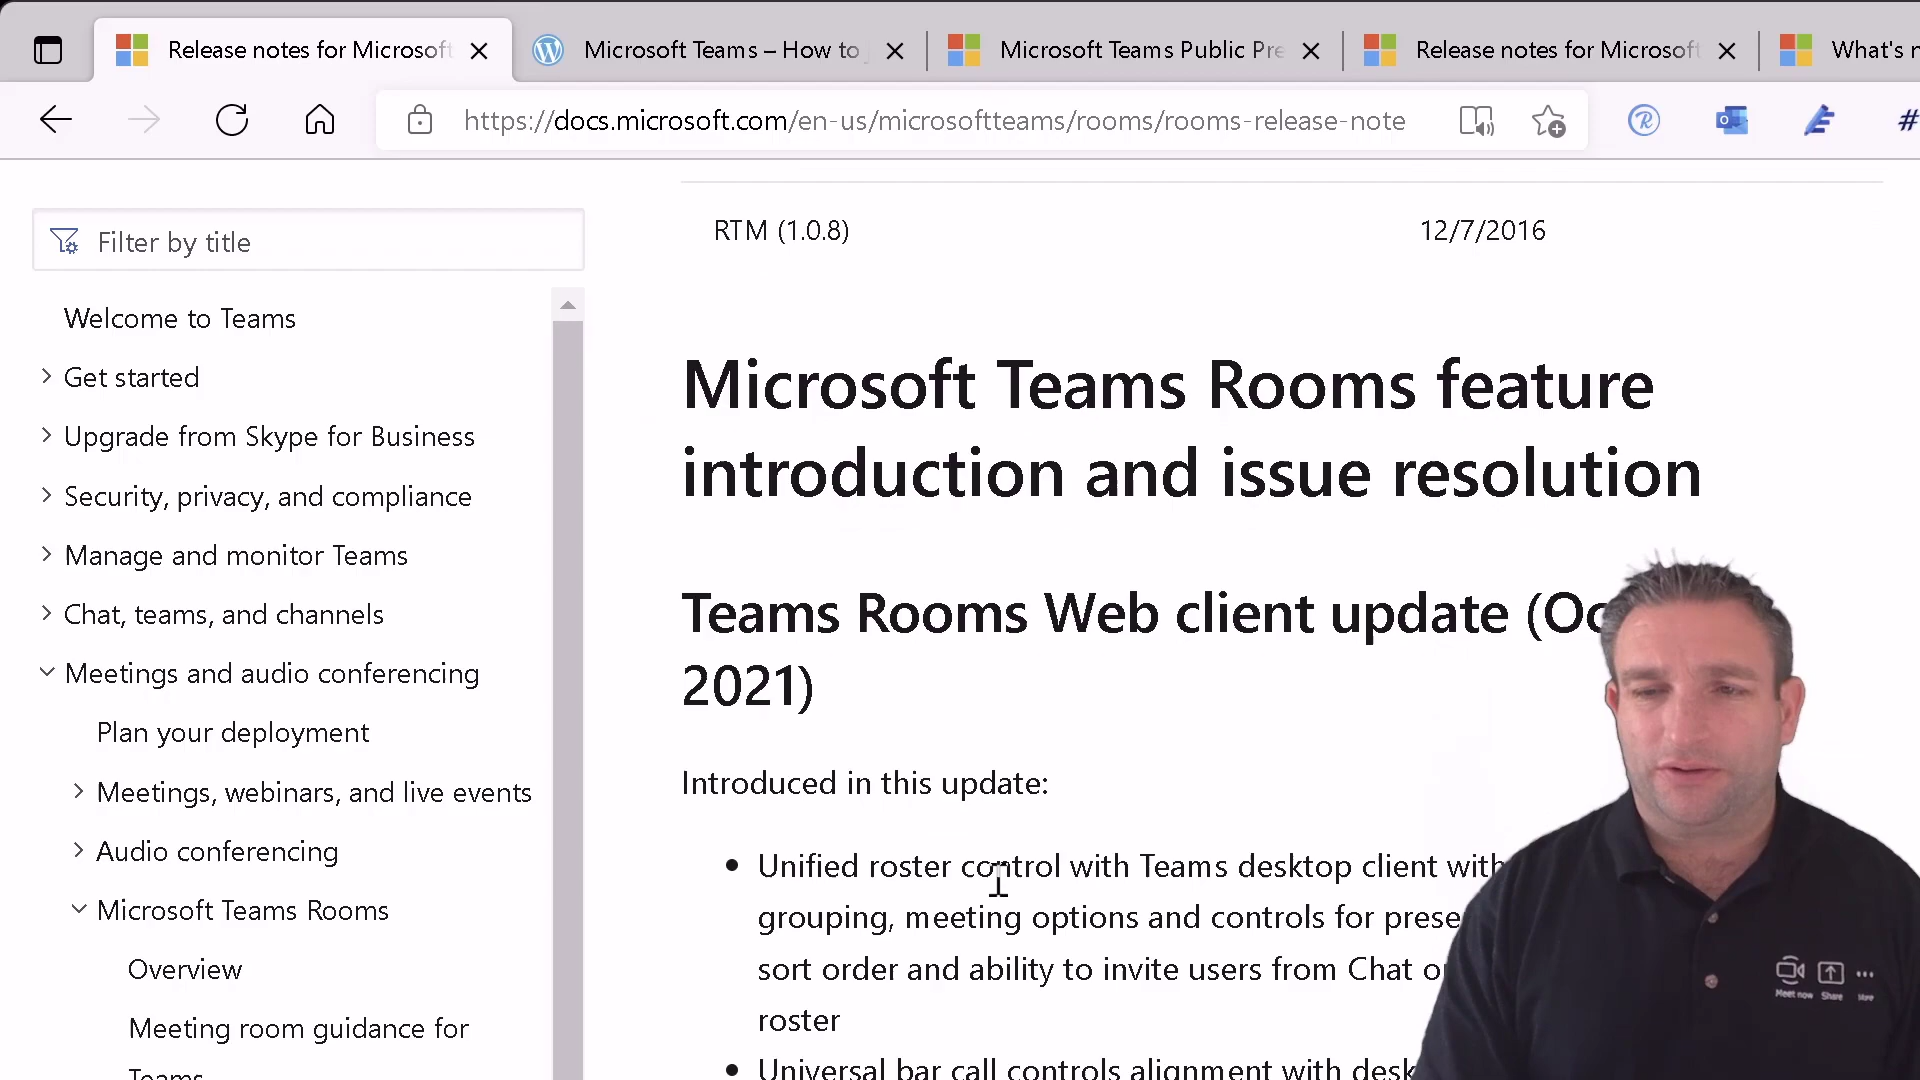 Release notes for Microsoft
Microsoft Teams – How to
Microsoft Teams Public Pre
Release notes for Microsoft
What's n
https://docs.microsoft.com/en-us/microsoftteams/rooms/rooms-release-note
#
Filter by title
Welcome to Teams
Get started
Upgrade from Skype for Business
Security, privacy, and compliance
Manage and monitor Teams
Chat, teams, and channels
Meetings and audio conferencing
Plan your deployment
Meetings, webinars, and live events
Audio conferencing
Microsoft Teams Rooms
Overview
Meeting room guidance for
Teams
RTM (1.0.8) 12/7/2016
Microsoft Teams Rooms feature
introduction and issue resolution
Teams Rooms Web client update (Oc
2021)
Introduced in this update:
• Unified roster control with Teams desktop client with
grouping, meeting options and controls for prese
sort order and ability to invite users from Chat o
roster
• Universal bar call controls alignment with desk
Meet now Share More